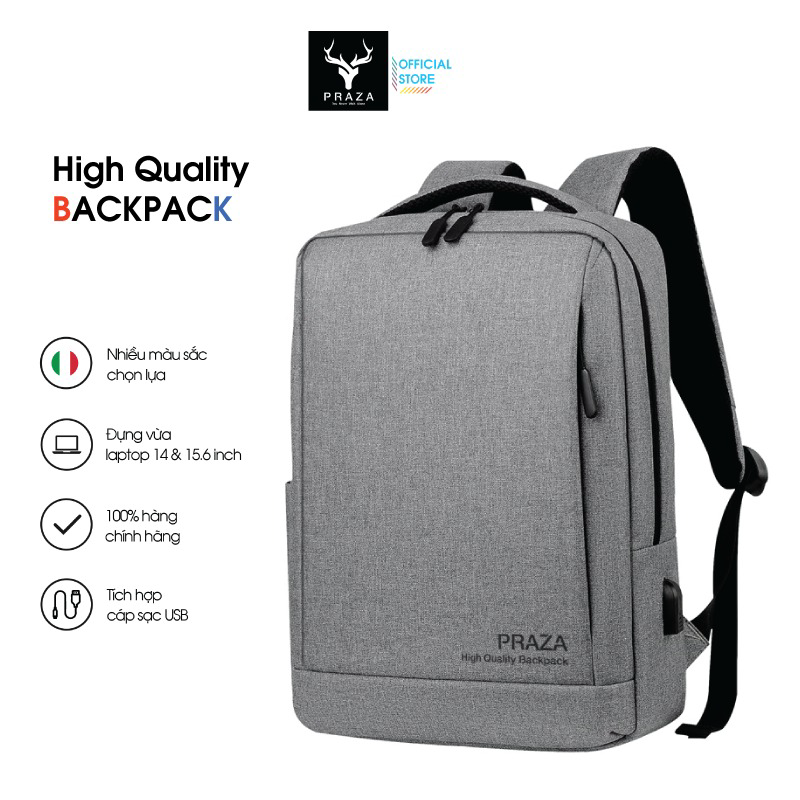 PRAZA
OFFICIAL
STORE
High Quality
BACKPACK
Nhiều màu sắc
chọn lựa
Đựng vừa
laptop 14 & 15.6 inch
100% hàng
chính hãng
Tích hợp
cáp sạc USB
PRAZA
High Quality Backpack